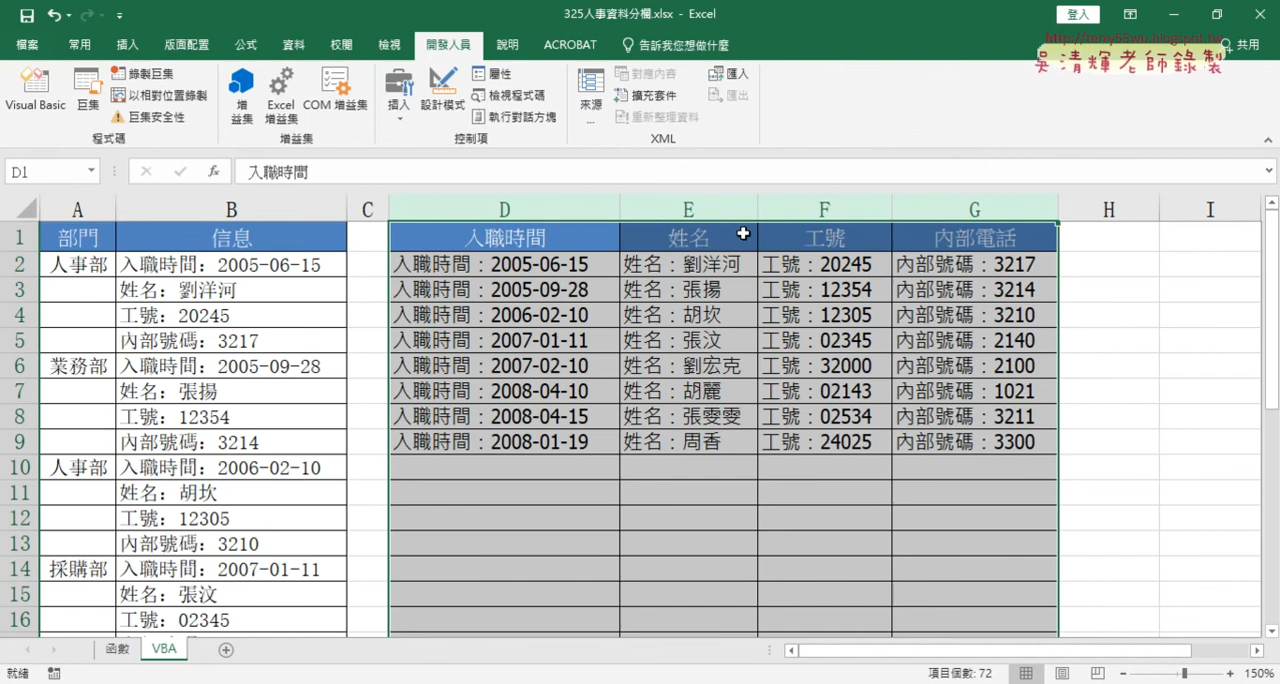 325人事資料分欄.xlsx - Excel
登入
http://terry55wu.blogspot.tw
吳清輝老師錄製
檔案 常用 插入 版面配置 公式 資料 校閱 檢視 開發人員 說明 ACROBAT 告訴我您想做什麼 共用
Visual Basic 巨集 錄製巨集 以相對位置錄製 巨集安全性
增益集 Excel 增益集 COM 增益集
插入 設計模式 屬性 檢視程式碼 執行對話方塊
來源... 對應內容 擴充套件 重新整理資料 匯入 匯出
程式碼 增益集 控制項 XML
D1 fx 入職時間
A B C D E F G H I
1 部門 信息 入職時間 姓名 工號 內部電話
2 人事部 入職時間：2005-06-15 入職時間：2005-06-15 姓名：劉洋河 工號：20245 內部號碼：3217
3 姓名：劉洋河 入職時間：2005-09-28 姓名：張揚 工號：12354 內部號碼：3214
4 工號：20245 入職時間：2006-02-10 姓名：胡坎 工號：12305 內部號碼：3210
5 內部號碼：3217 入職時間：2007-01-11 姓名：張汶 工號：02345 內部號碼：2140
6 業務部 入職時間：2005-09-28 入職時間：2007-02-10 姓名：劉宏克 工號：32000 內部號碼：2100
7 姓名：張揚 入職時間：2008-04-10 姓名：胡麗 工號：02143 內部號碼：1021
8 工號：12354 入職時間：2008-04-15 姓名：張雯雯 工號：02534 內部號碼：3211
9 內部號碼：3214 入職時間：2008-01-19 姓名：周香 工號：24025 內部號碼：3300
10 人事部 入職時間：2006-02-10
11 姓名：胡坎
12 工號：12305
13 內部號碼：3210
14 採購部 入職時間：2007-01-11
15 姓名：張汶
16 工號：02345
函數 VBA
就緒 項目個數: 72 150%